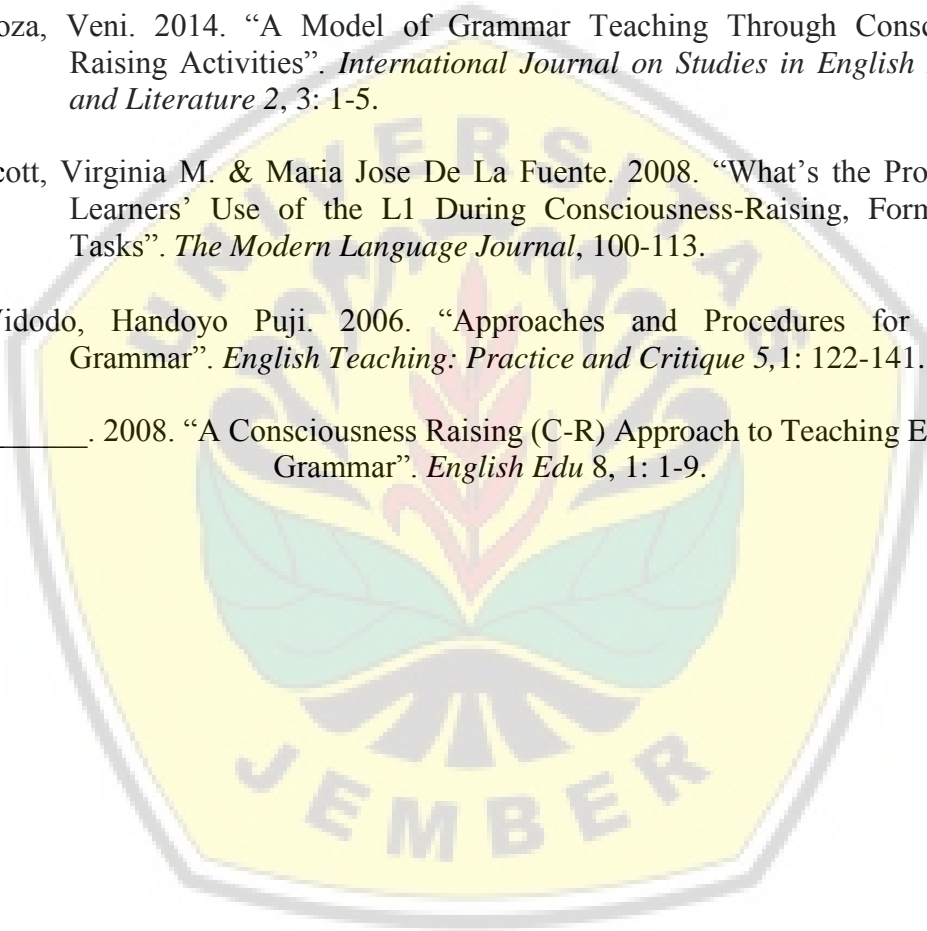 oza, Veni. 2014. “A Model of Grammar Teaching Through Consc
Raising Activities”. International Journal on Studies in English
and Literature 2, 3: 1-5.
cott, Virginia M. & Maria Jose De La Fuente. 2008. “What’s the Pro
Learners’ Use of the L1 During Consciousness-Raising, Form
Tasks”. The Modern Language Journal, 100-113.
idodo, Handoyo Puji. 2006. “Approaches and Procedures for
Grammar”. English Teaching: Practice and Critique 5,1: 122-141.
______. 2008. “A Consciousness Raising (C-R) Approach to Teaching E
Grammar”. English Edu 8, 1: 1-9.
UNIVERSITAS
JEMBER